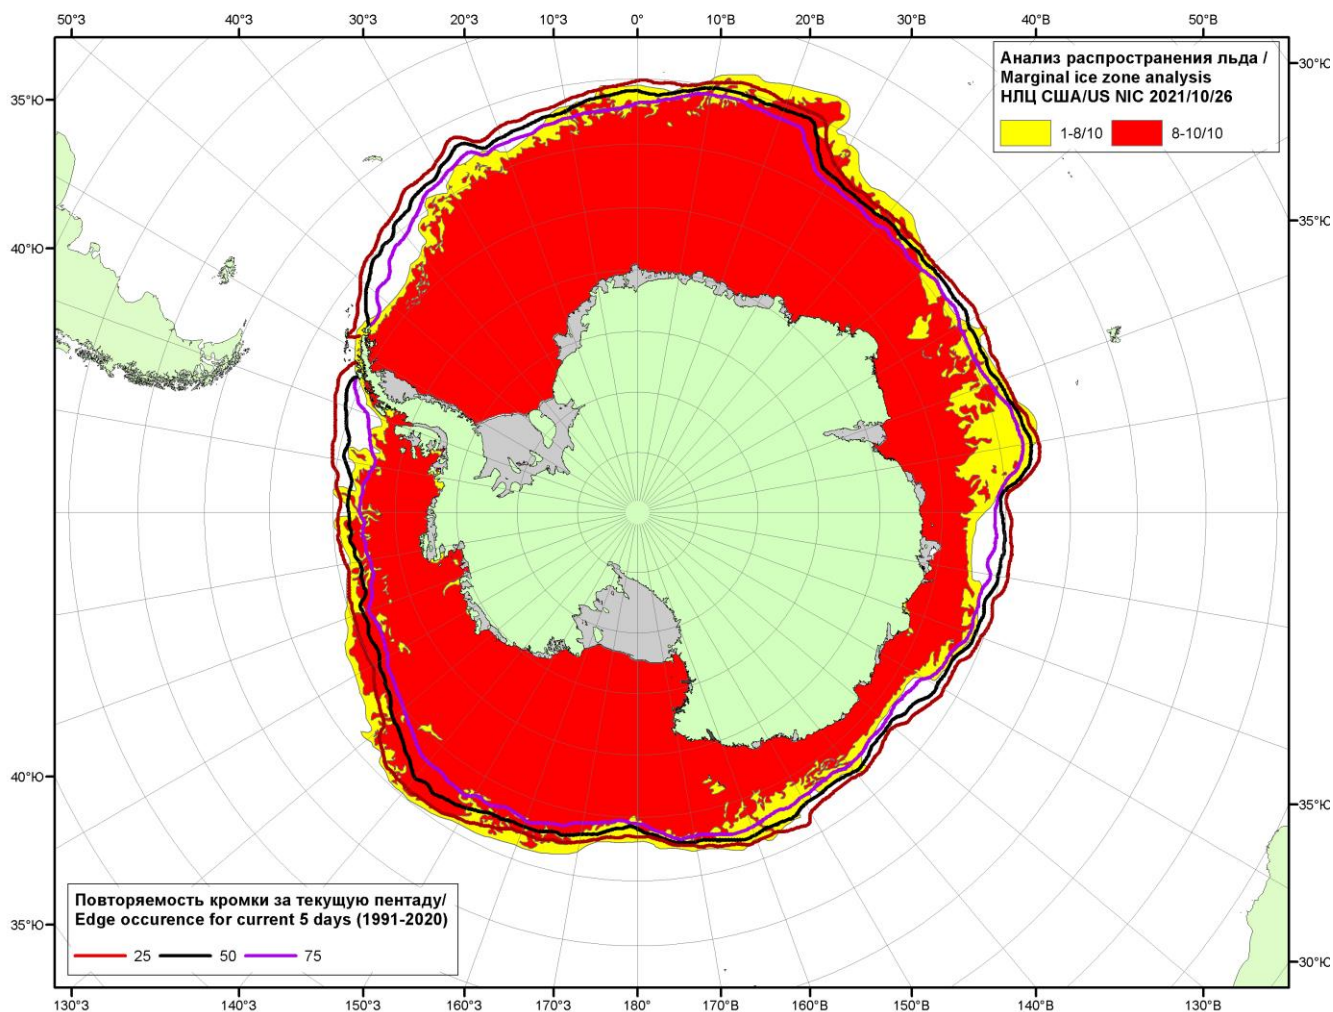 50°З 40°З 30°З 20°З 10°З 0° 10°В 20°В 30°В 40°В 50°В
Анализ распространения льда /
Marginal ice zone analysis
НЛЦ США/US NIC 2021/10/26
1-8/10 8-10/10
30°Ю
35°Ю
35°Ю
40°Ю
40°Ю
35°Ю
35°Ю
30°Ю
Повторяемость кромки за текущую пентаду/
Edge occurence for current 5 days (1991-2020)
25 50 75
130°З 140°З 150°З 160°З 170°З 180° 170°В 160°В 150°В 140°В 130°В